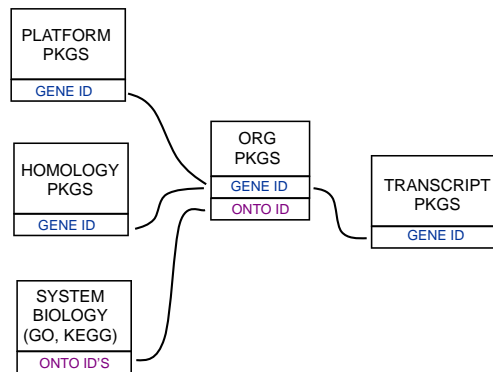 PLATFORM
PKGS
GENE ID
HOMOLOGY
PKGS
GENE ID
SYSTEM
BIOLOGY
(GO, KEGG)
ONTO ID'S
ORG
PKGS
GENE ID
ONTO ID
TRANSCRIPT
PKGS
GENE ID